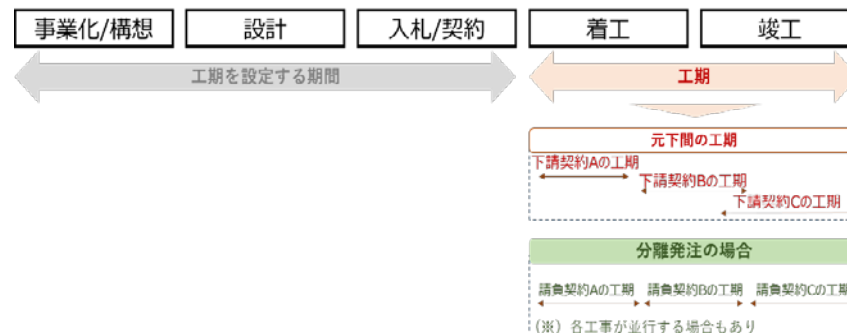 事業化/構想 設計 入札/契約 着工 竣工
工期を設定する期間 工期
元下間の工期
下請契約Aの工期
下請契約Bの工期
下請契約Cの工期
分離発注の場合
請負契約Aの工期 請負契約Bの工期 請負契約Cの工期
(※) 各工事が並行する場合もあり